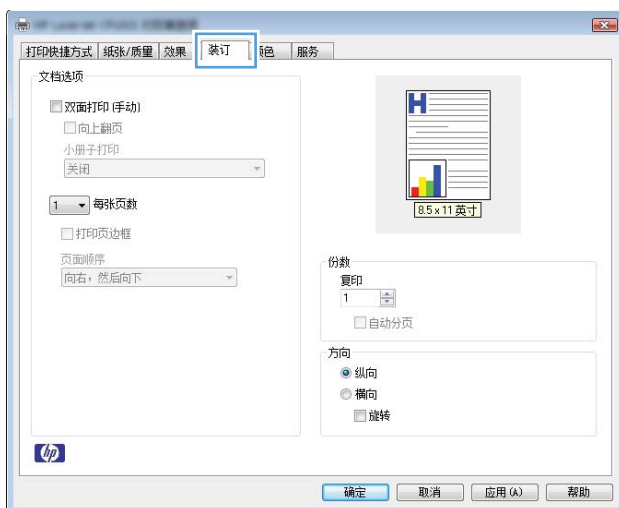 打印快捷方式 纸张/质量 效果 装订 颜色 服务
文档选项
双面打印(手动)
向上翻页
小册子打印
关闭
1 每张页数
打印页边框
页面顺序
向右，然后向下
H
8.5 x 11 英寸
份数
复印
1
自动分页
方向
纵向
横向
旋转
hp
确定 取消 应用(A) 帮助